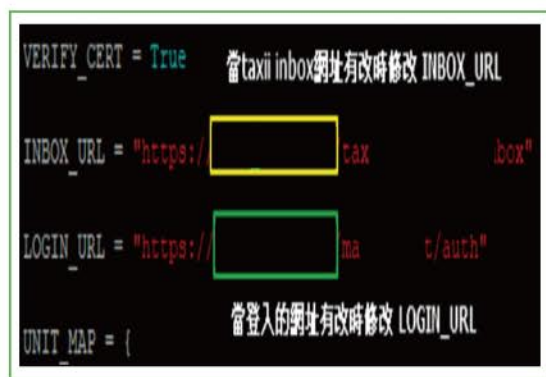 VERIFY_CERT = True
當taxii inbox網址有改時修改 INBOX_URL
INBOX_URL = "https:// tax box"
LOGIN_URL = "https:// ma t/auth"
當登入的網址有改時修改 LOGIN_URL
UNIT_MAP = {